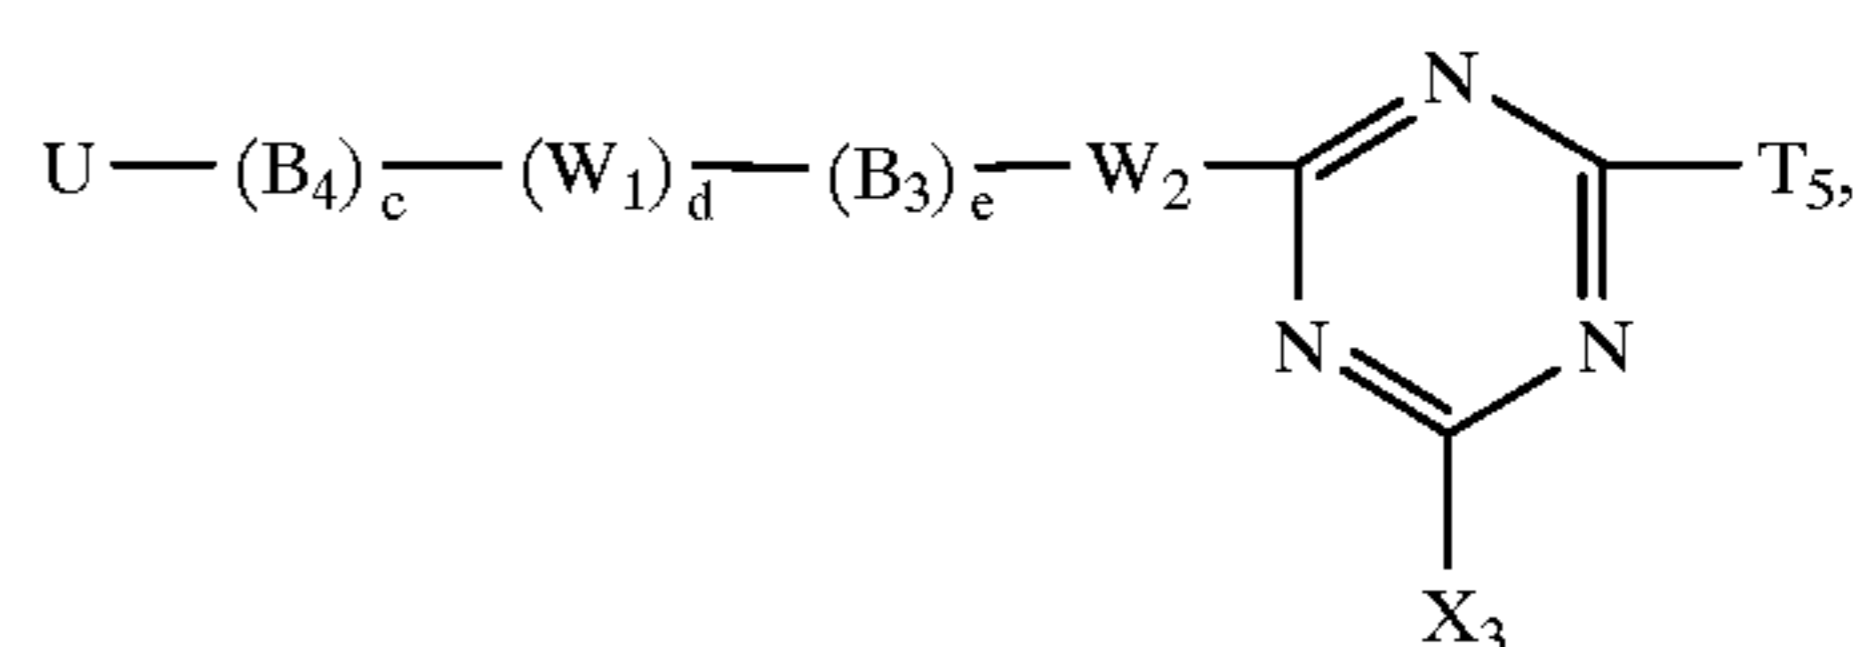 N
U—(B₄)c—(W₁)d—(B₃)e—W₂ T₅,
N N
X₃